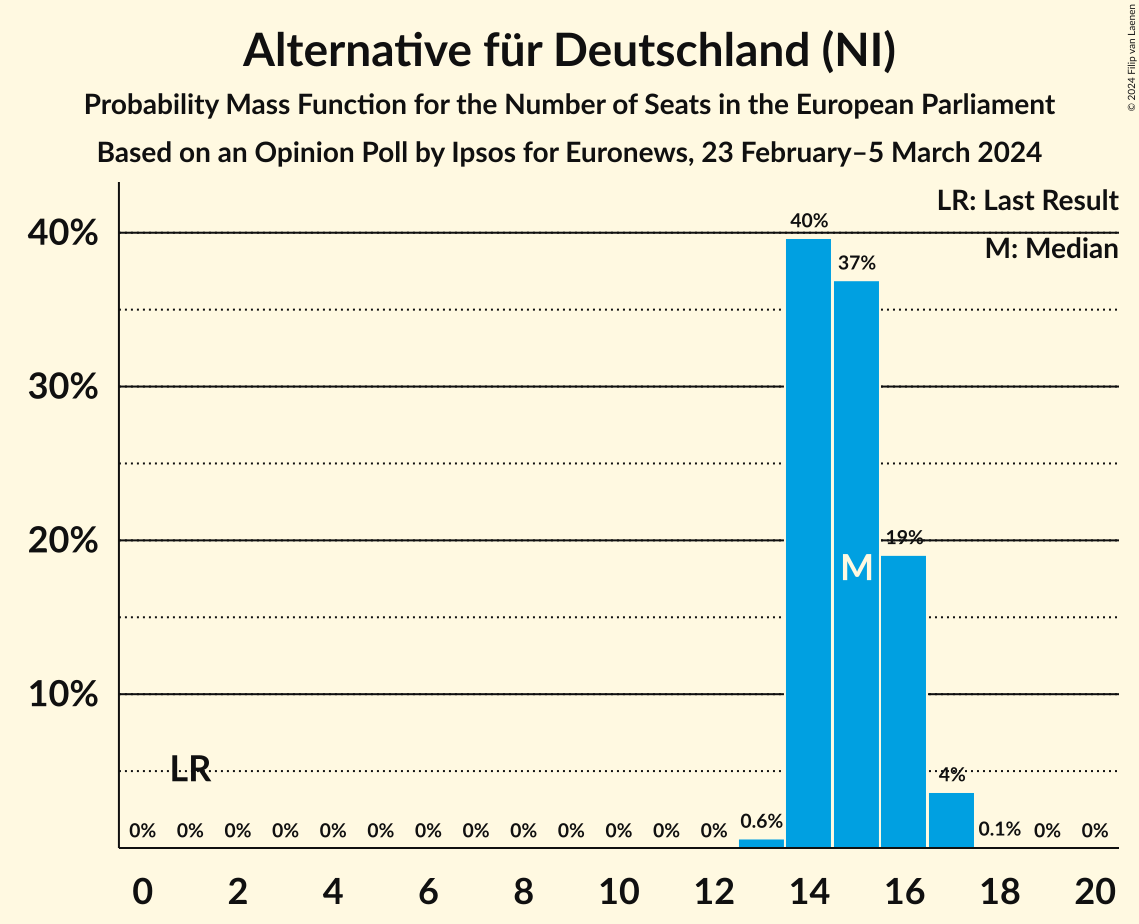 Alternative für Deutschland (NI)
Probability Mass Function for the Number of Seats in the European Parliament
Based on an Opinion Poll by Ipsos for Euronews, 23 February–5 March 2024
© 2024 Filip van Laenen
LR: Last Result
M: Median
40%
30%
20%
10%
40%
37%
19%
M
LR
4%
0% 0% 0% 0% 0% 0% 0% 0% 0% 0% 0% 0% 0% 0.6% 0.1% 0% 0%
0 2 4 6 8 10 12 14 16 18 20